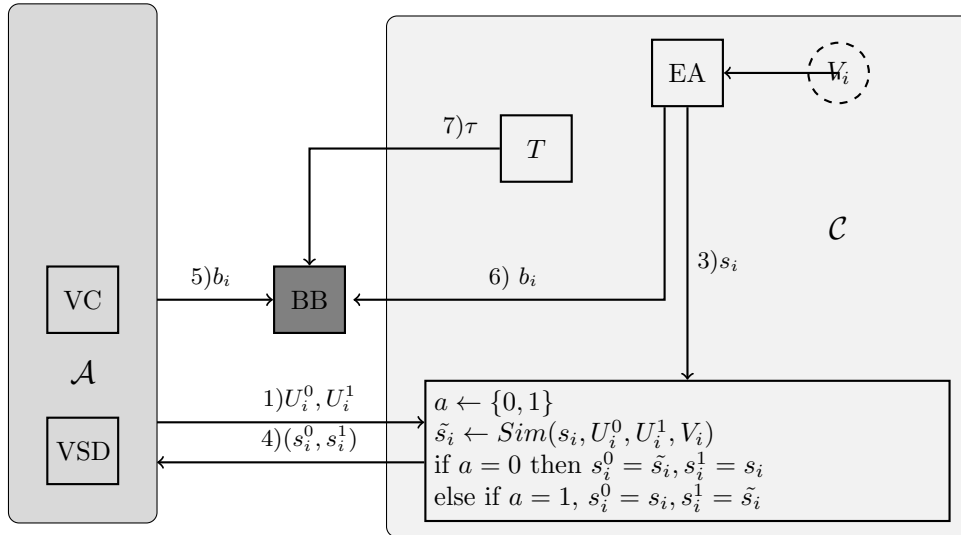 EA
V_i
7)τ
T
𝒞
3)s_i
5)b_i
6) b_i
VC
BB
𝒜
1)U_i^0, U_i^1
4)(s_i^0, s_i^1)
VSD
a ← {0, 1}
s̃_i ← Sim(s_i, U_i^0, U_i^1, V_i)
if a = 0 then s_i^0 = s̃_i, s_i^1 = s_i
else if a = 1, s_i^0 = s_i, s_i^1 = s̃_i